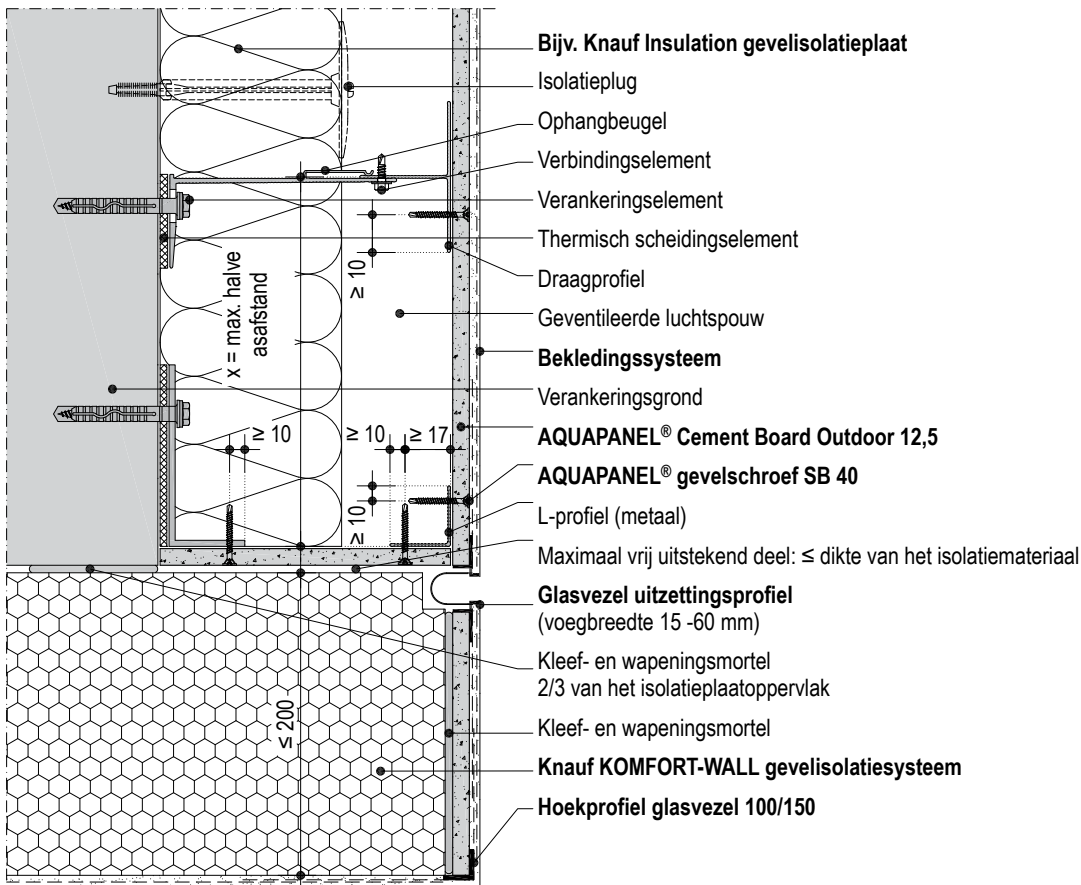 Bijv. Knauf Insulation gevelisolatieplaat
Isolatieplug
Ophangbeugel
Verbindingselement
Verankeringselement
Thermisch scheidingselement
Draagprofiel
Geventileerde luchtspouw
Bekledingssysteem
Verankeringsgrond
AQUAPANEL® Cement Board Outdoor 12,5
AQUAPANEL® gevelschroef SB 40
L-profiel (metaal)
Maximaal vrij uitstekend deel: ≤ dikte van het isolatiemateriaal
Glasvezel uitzettingsprofiel
(voegbreedte 15 -60 mm)
Kleef- en wapeningsmortel
2/3 van het isolatieplaatoppervlak
Kleef- en wapeningsmortel
Knauf KOMFORT-WALL gevelisolatiesysteem
Hoekprofiel glasvezel 100/150
x = max. halve
asafstand
≥ 10
≥ 10
≥ 10
≥ 17
≥ 10
≤ 200